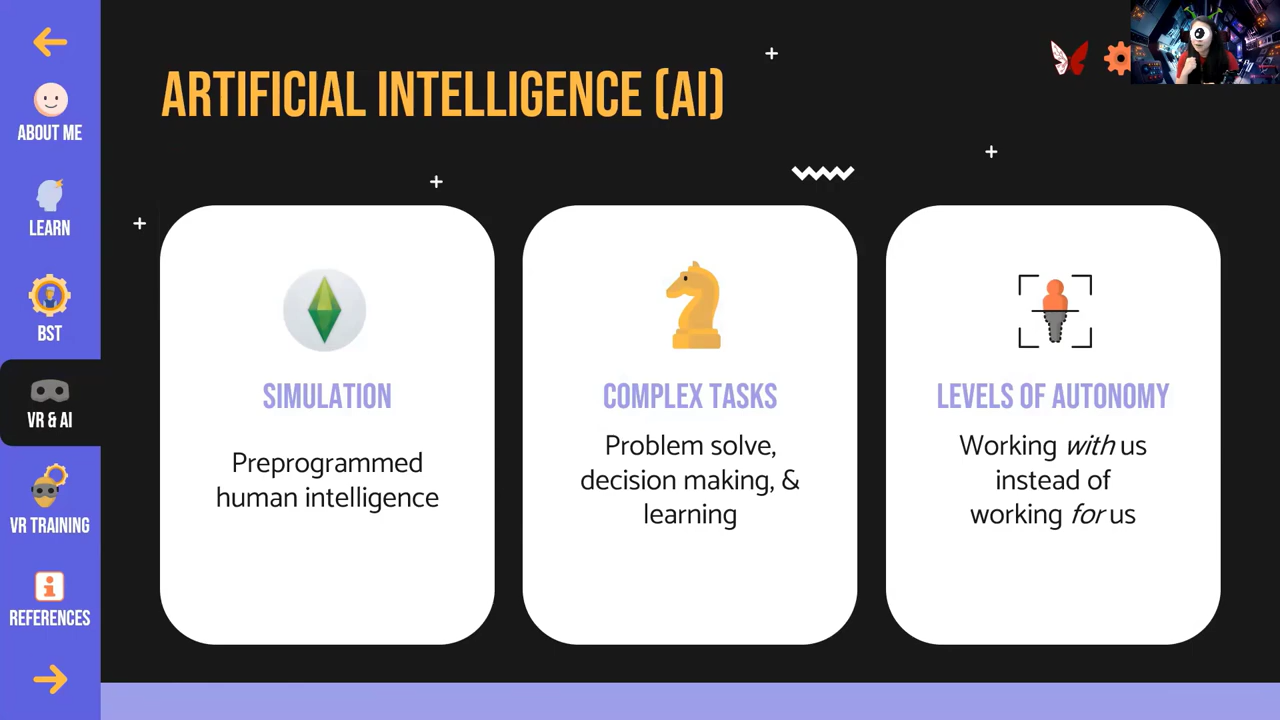 ARTIFICIAL INTELLIGENCE (AI)
ABOUT ME
LEARN
BST
VR & AI
VR TRAINING
REFERENCES
SIMULATION
Preprogrammed
human intelligence
COMPLEX TASKS
Problem solve,
decision making, &
learning
LEVELS OF AUTONOMY
Working with us
instead of
working for us